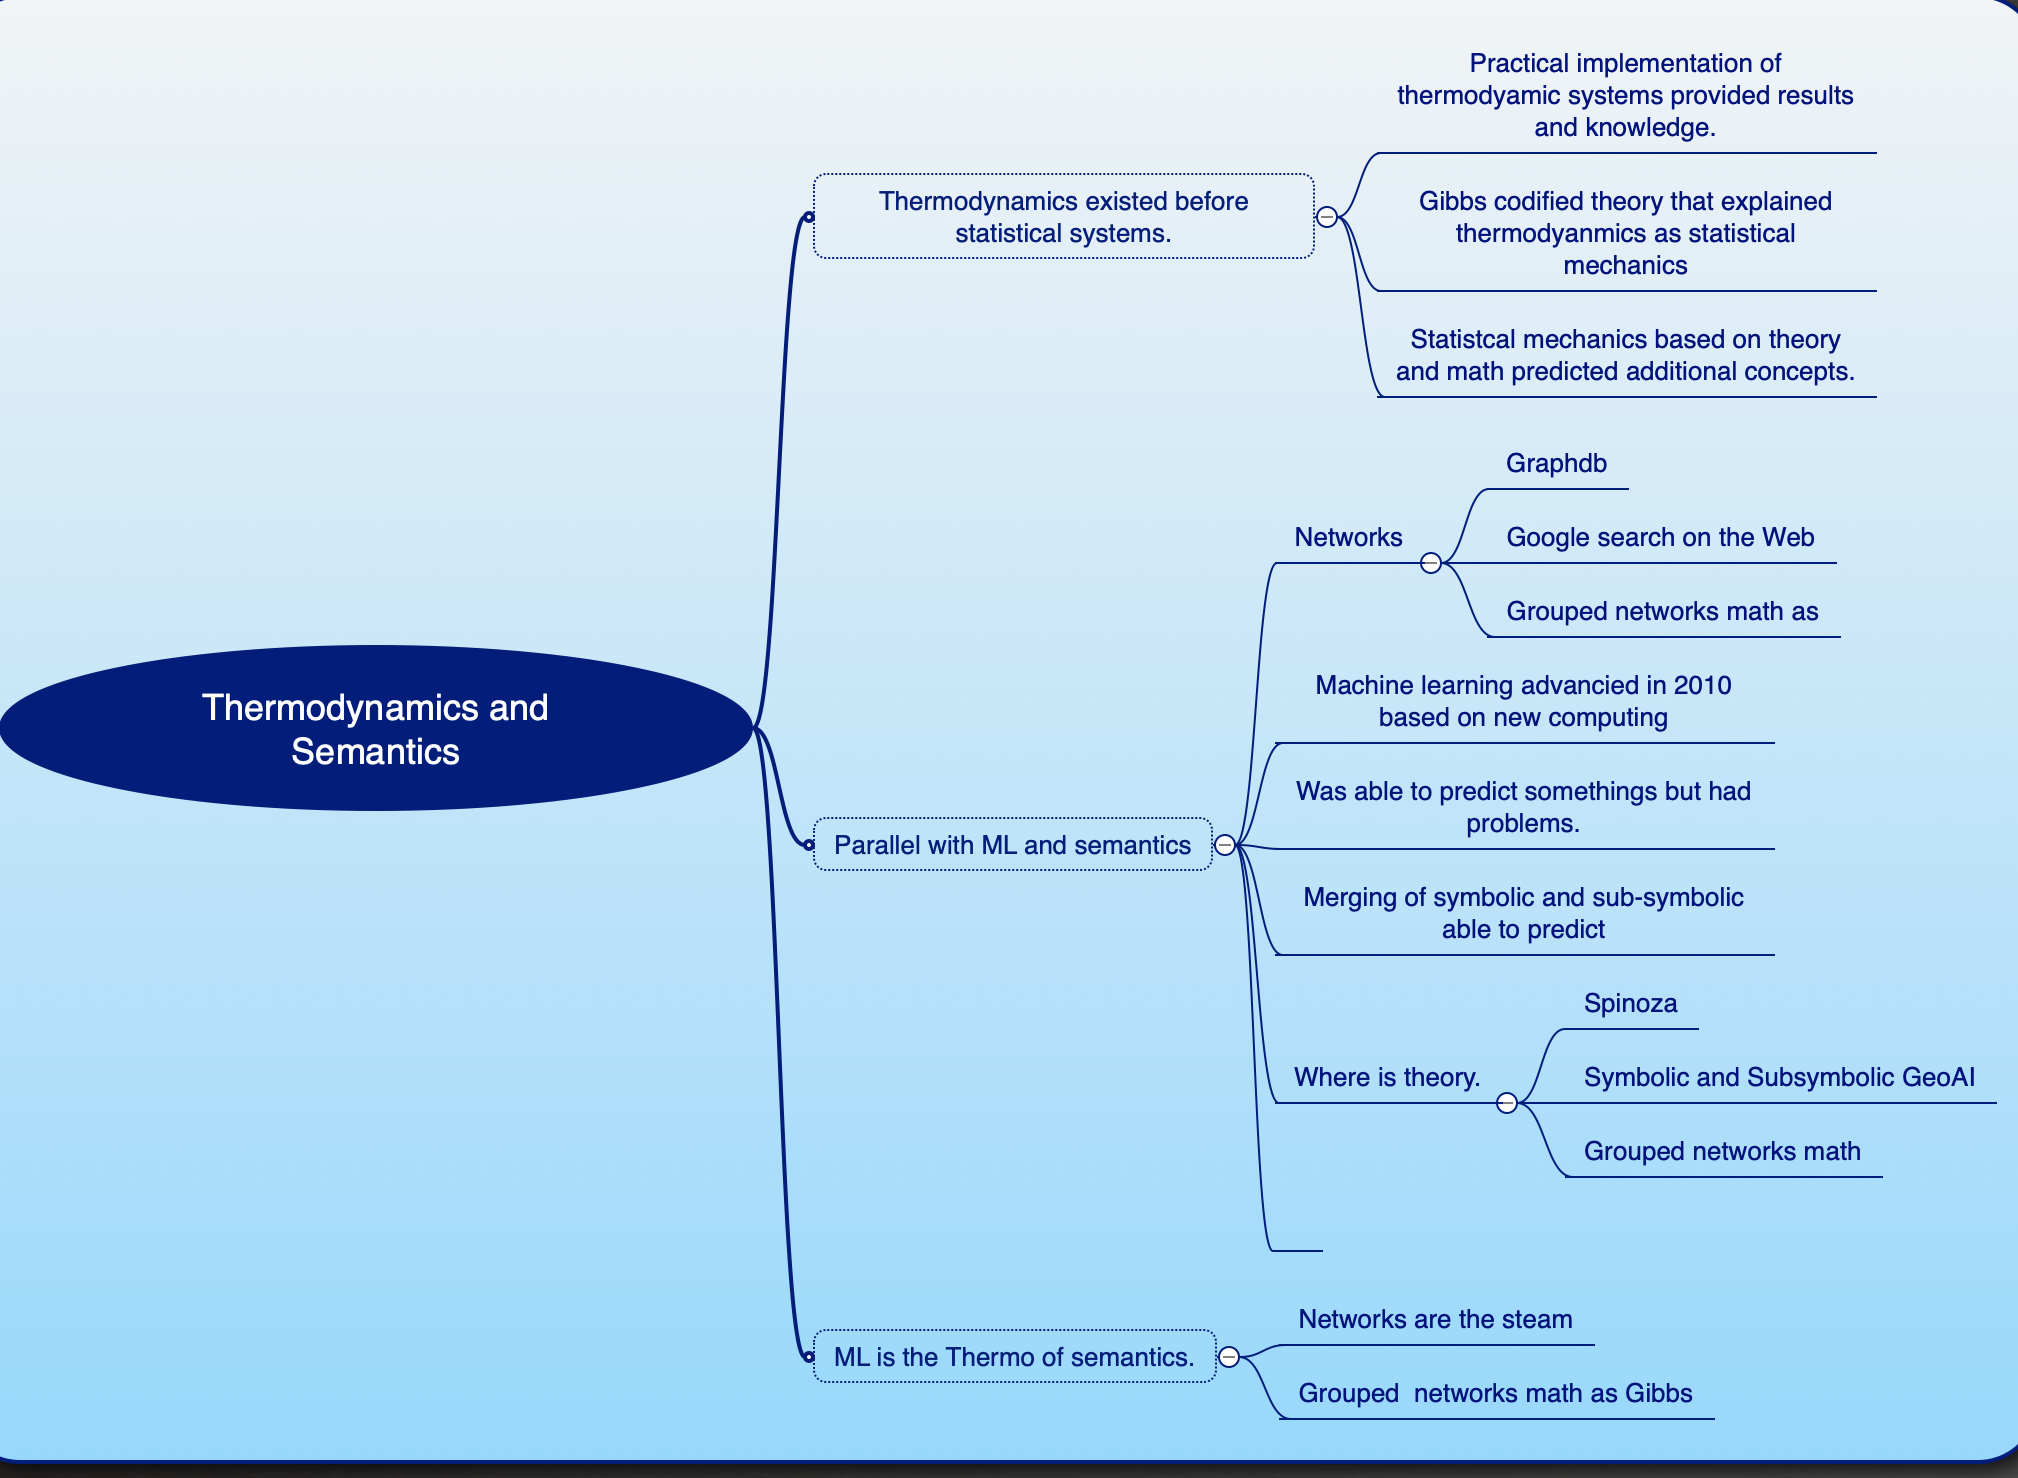 Thermodynamics and
Semantics
Thermodynamics existed before
statistical systems.
Practical implementation of
thermodyamic systems provided results
and knowledge.
Gibbs codified theory that explained
thermodyanmics as statistical
mechanics
Statistcal mechanics based on theory
and math predicted additional concepts.
Parallel with ML and semantics
Networks
Graphdb
Google search on the Web
Grouped networks math as
Machine learning advancied in 2010
based on new computing
Was able to predict somethings but had
problems.
Merging of symbolic and sub-symbolic
able to predict
Where is theory.
Spinoza
Symbolic and Subsymbolic GeoAI
Grouped networks math
ML is the Thermo of semantics.
Networks are the steam
Grouped  networks math as Gibbs